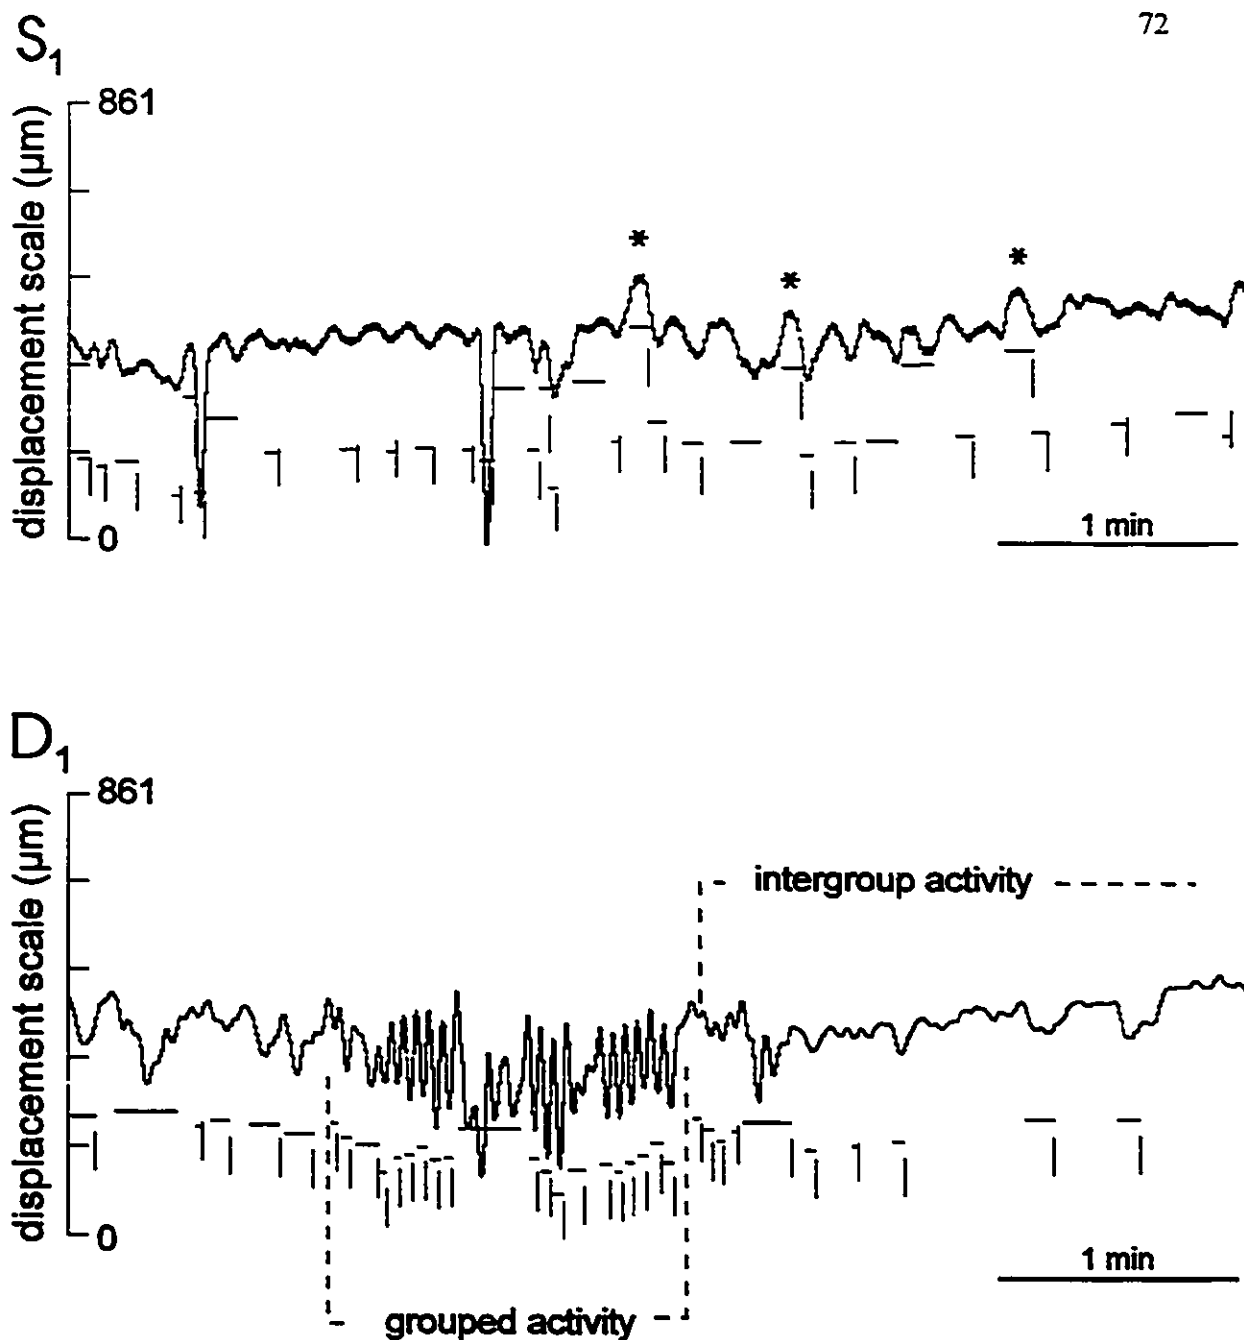 72
S1
861
displacement scale (μm)
* * *
0
1 min
D1
861
displacement scale (μm)
intergroup activity
0
1 min
grouped activity